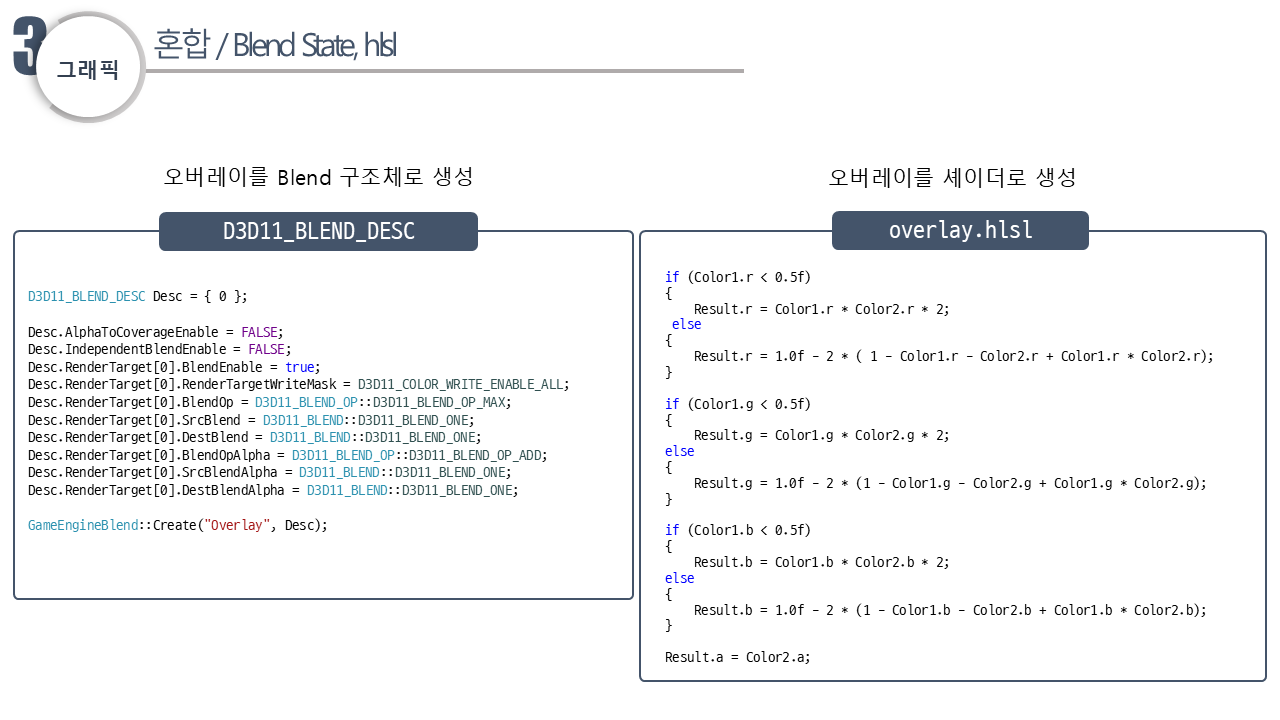 3
그래픽
혼합 / Blend State, hlsl
오버레이를 Blend 구조체로 생성
D3D11_BLEND_DESC
D3D11_BLEND_DESC Desc = { 0 };
Desc.AlphaToCoverageEnable = FALSE;
Desc.IndependentBlendEnable = FALSE;
Desc.RenderTarget[0].BlendEnable = true;
Desc.RenderTarget[0].RenderTargetWriteMask = D3D11_COLOR_WRITE_ENABLE_ALL;
Desc.RenderTarget[0].BlendOp = D3D11_BLEND_OP::D3D11_BLEND_OP_MAX;
Desc.RenderTarget[0].SrcBlend = D3D11_BLEND::D3D11_BLEND_ONE;
Desc.RenderTarget[0].DestBlend = D3D11_BLEND::D3D11_BLEND_ONE;
Desc.RenderTarget[0].BlendOpAlpha = D3D11_BLEND_OP::D3D11_BLEND_OP_ADD;
Desc.RenderTarget[0].SrcBlendAlpha = D3D11_BLEND::D3D11_BLEND_ONE;
Desc.RenderTarget[0].DestBlendAlpha = D3D11_BLEND::D3D11_BLEND_ONE;
GameEngineBlend::Create("Overlay", Desc);
오버레이를 셰이더로 생성
overlay.hlsl
if (Color1.r < 0.5f)
{
Result.r = Color1.r * Color2.r * 2;
else
{
Result.r = 1.0f - 2 * ( 1 - Color1.r - Color2.r + Color1.r * Color2.r);
}
if (Color1.g < 0.5f)
{
Result.g = Color1.g * Color2.g * 2;
else
{
Result.g = 1.0f - 2 * (1 - Color1.g - Color2.g + Color1.g * Color2.g);
}
if (Color1.b < 0.5f)
{
Result.b = Color1.b * Color2.b * 2;
else
{
Result.b = 1.0f - 2 * (1 - Color1.b - Color2.b + Color1.b * Color2.b);
}
Result.a = Color2.a;